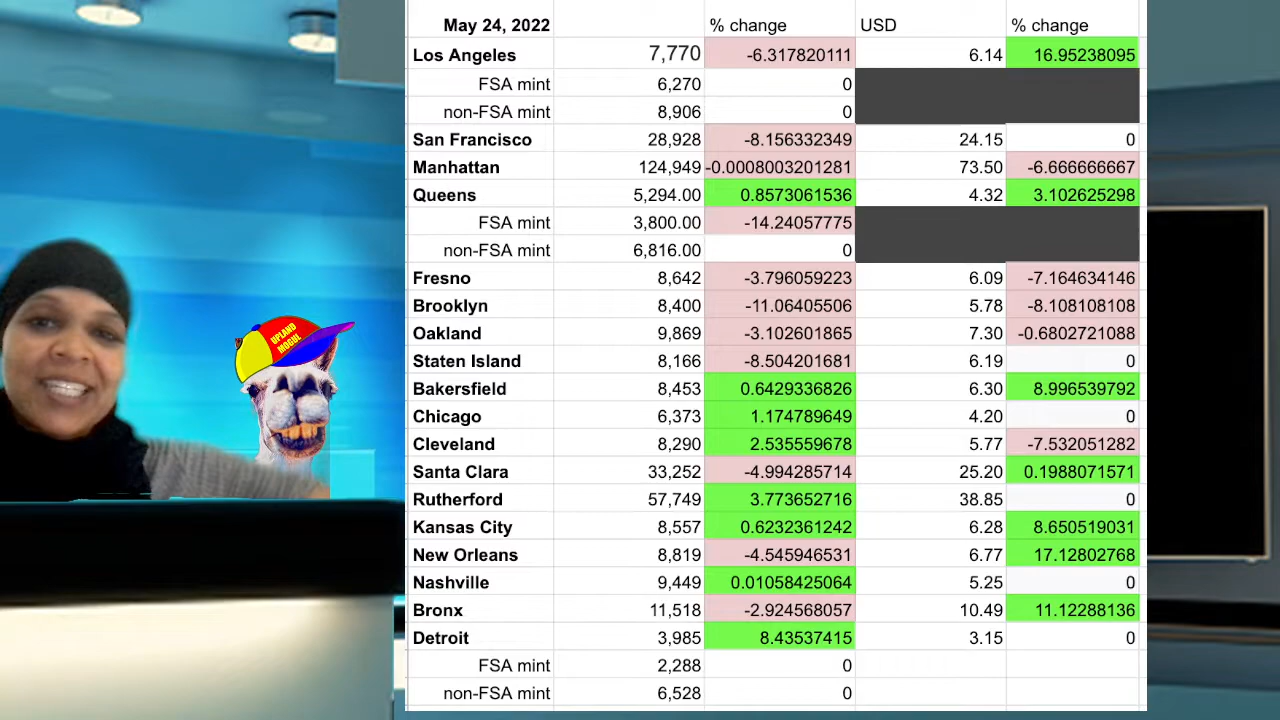 May 24, 2022 % change USD % change
Los Angeles 7,770 -6.317820111 6.14 16.95238095
FSA mint 6,270 0
non-FSA mint 8,906 0
San Francisco 28,928 -8.156332349 24.15 0
Manhattan 124,949 -0.0008003201281 73.50 -6.666666667
Queens 5,294.00 0.8573061536 4.32 3.102625298
FSA mint 3,800.00 -14.24057775
non-FSA mint 6,816.00 0
Fresno 8,642 -3.796059223 6.09 -7.164634146
Brooklyn 8,400 -11.06405506 5.78 -8.108108108
Oakland 9,869 -3.102601865 7.30 -0.6802721088
Staten Island 8,166 -8.504201681 6.19 0
Bakersfield 8,453 0.6429336826 6.30 8.996539792
Chicago 6,373 1.174789649 4.20 0
Cleveland 8,290 2.535559678 5.77 -7.532051282
Santa Clara 33,252 -4.994285714 25.20 0.1988071571
Rutherford 57,749 3.773652716 38.85 0
Kansas City 8,557 0.6232361242 6.28 8.650519031
New Orleans 8,819 -4.545946531 6.77 17.12802768
Nashville 9,449 0.01058425064 5.25 0
Bronx 11,518 -2.924568057 10.49 11.12288136
Detroit 3,985 8.43537415 3.15 0
FSA mint 2,288 0
non-FSA mint 6,528 0
UPLAND
MOGUL